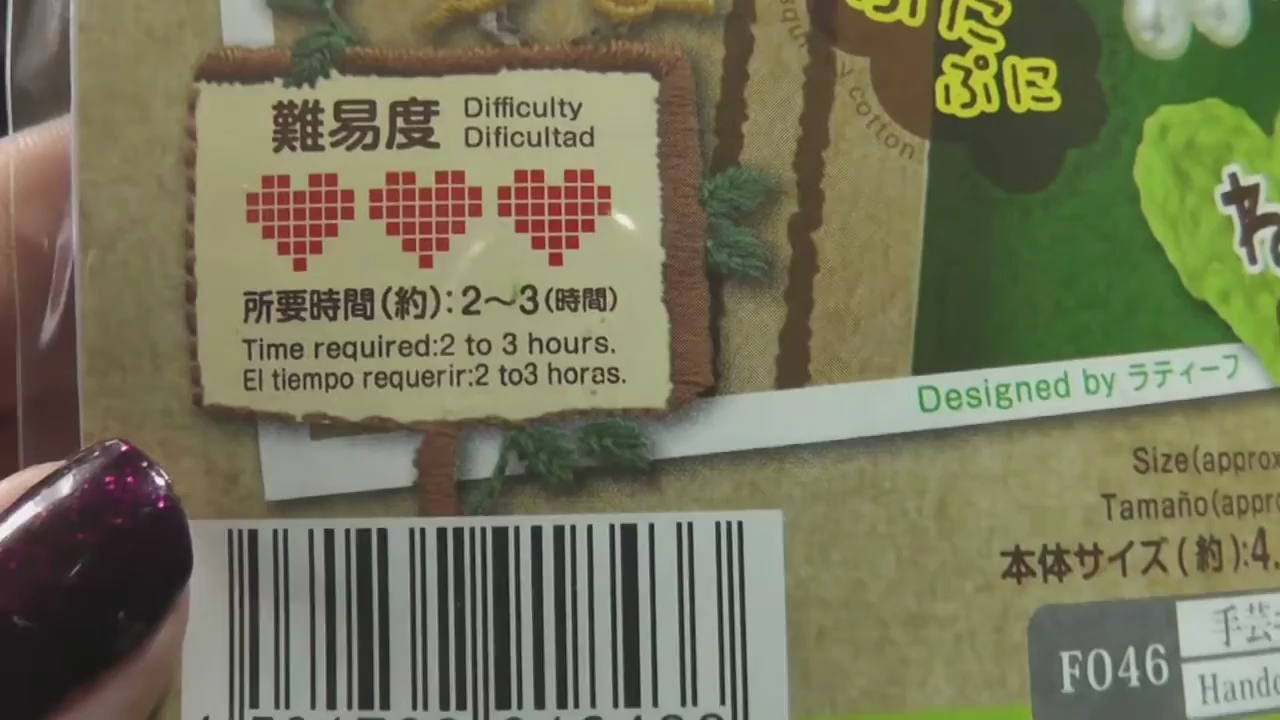 難易度
Difficulty
Dificultad
所要時間(約):2〜3(時間)
Time required:2 to 3 hours.
El tiempo requerir:2 to3 horas.
ぷに
cotton
Designed by ラティーフ
Size(approx
Tamaño(appro
本体サイズ(約):4.
F046
手芸